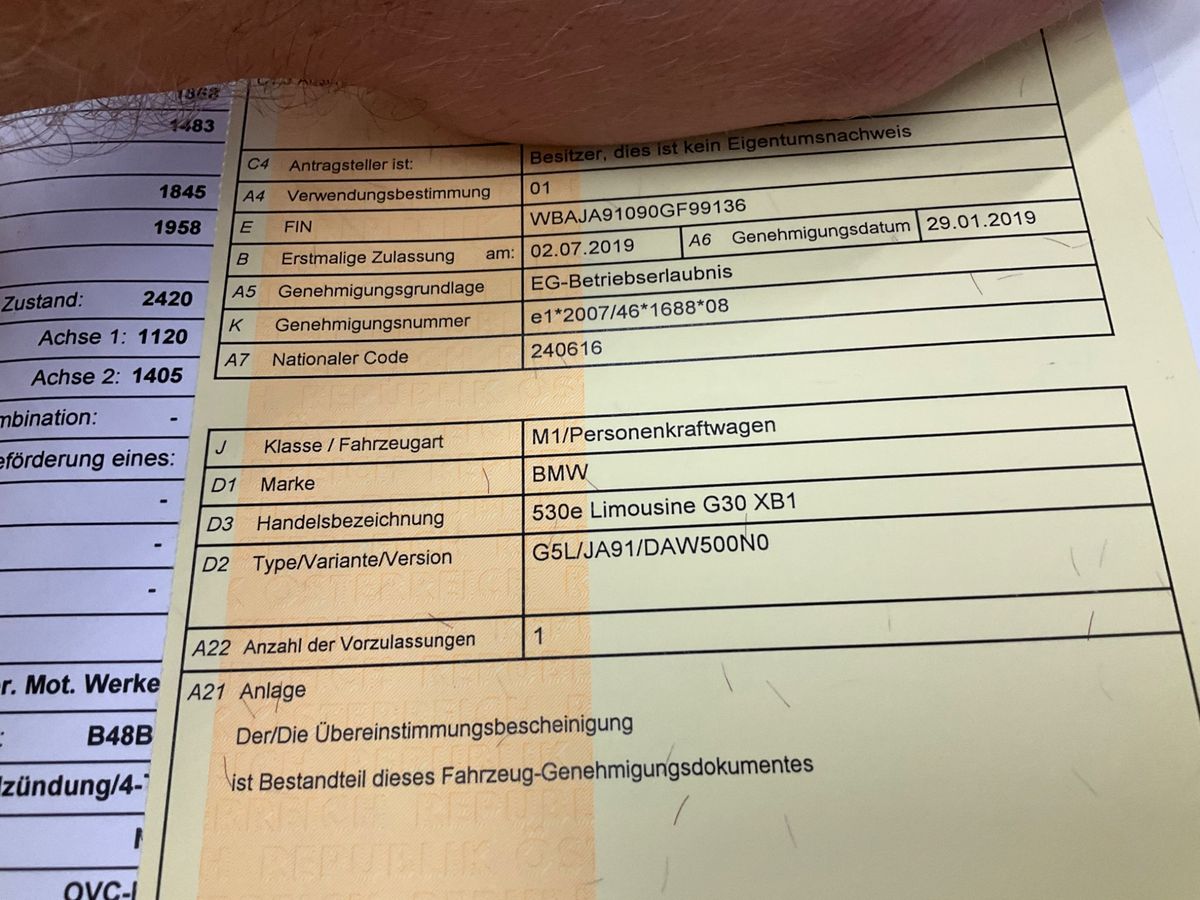 1868
1483
1845
1958
Zustand: 2420
Achse 1: 1120
Achse 2: 1405
mbination: -
eförderung eines:
-
-
-
r. Mot. Werke
: B48B
lzündung/4-
OVC-
C4 Antragsteller ist: Besitzer, dies ist kein Eigentumsnachweis
A4 Verwendungsbestimmung 01
E FIN WBAJA91090GF99136
B Erstmalige Zulassung am: 02.07.2019 A6 Genehmigungsdatum 29.01.2019
A5 Genehmigungsgrundlage EG-Betriebserlaubnis
K Genehmigungsnummer e1*2007/46*1688*08
A7 Nationaler Code 240616
J Klasse / Fahrzeugart M1/Personenkraftwagen
D1 Marke BMW
D3 Handelsbezeichnung 530e Limousine G30 XB1
D2 Type/Variante/Version G5L/JA91/DAW500N0
A22 Anzahl der Vorzulassungen 1
A21 Anlage
Der/Die Übereinstimmungsbescheinigung
ist Bestandteil dieses Fahrzeug-Genehmigungsdokumentes